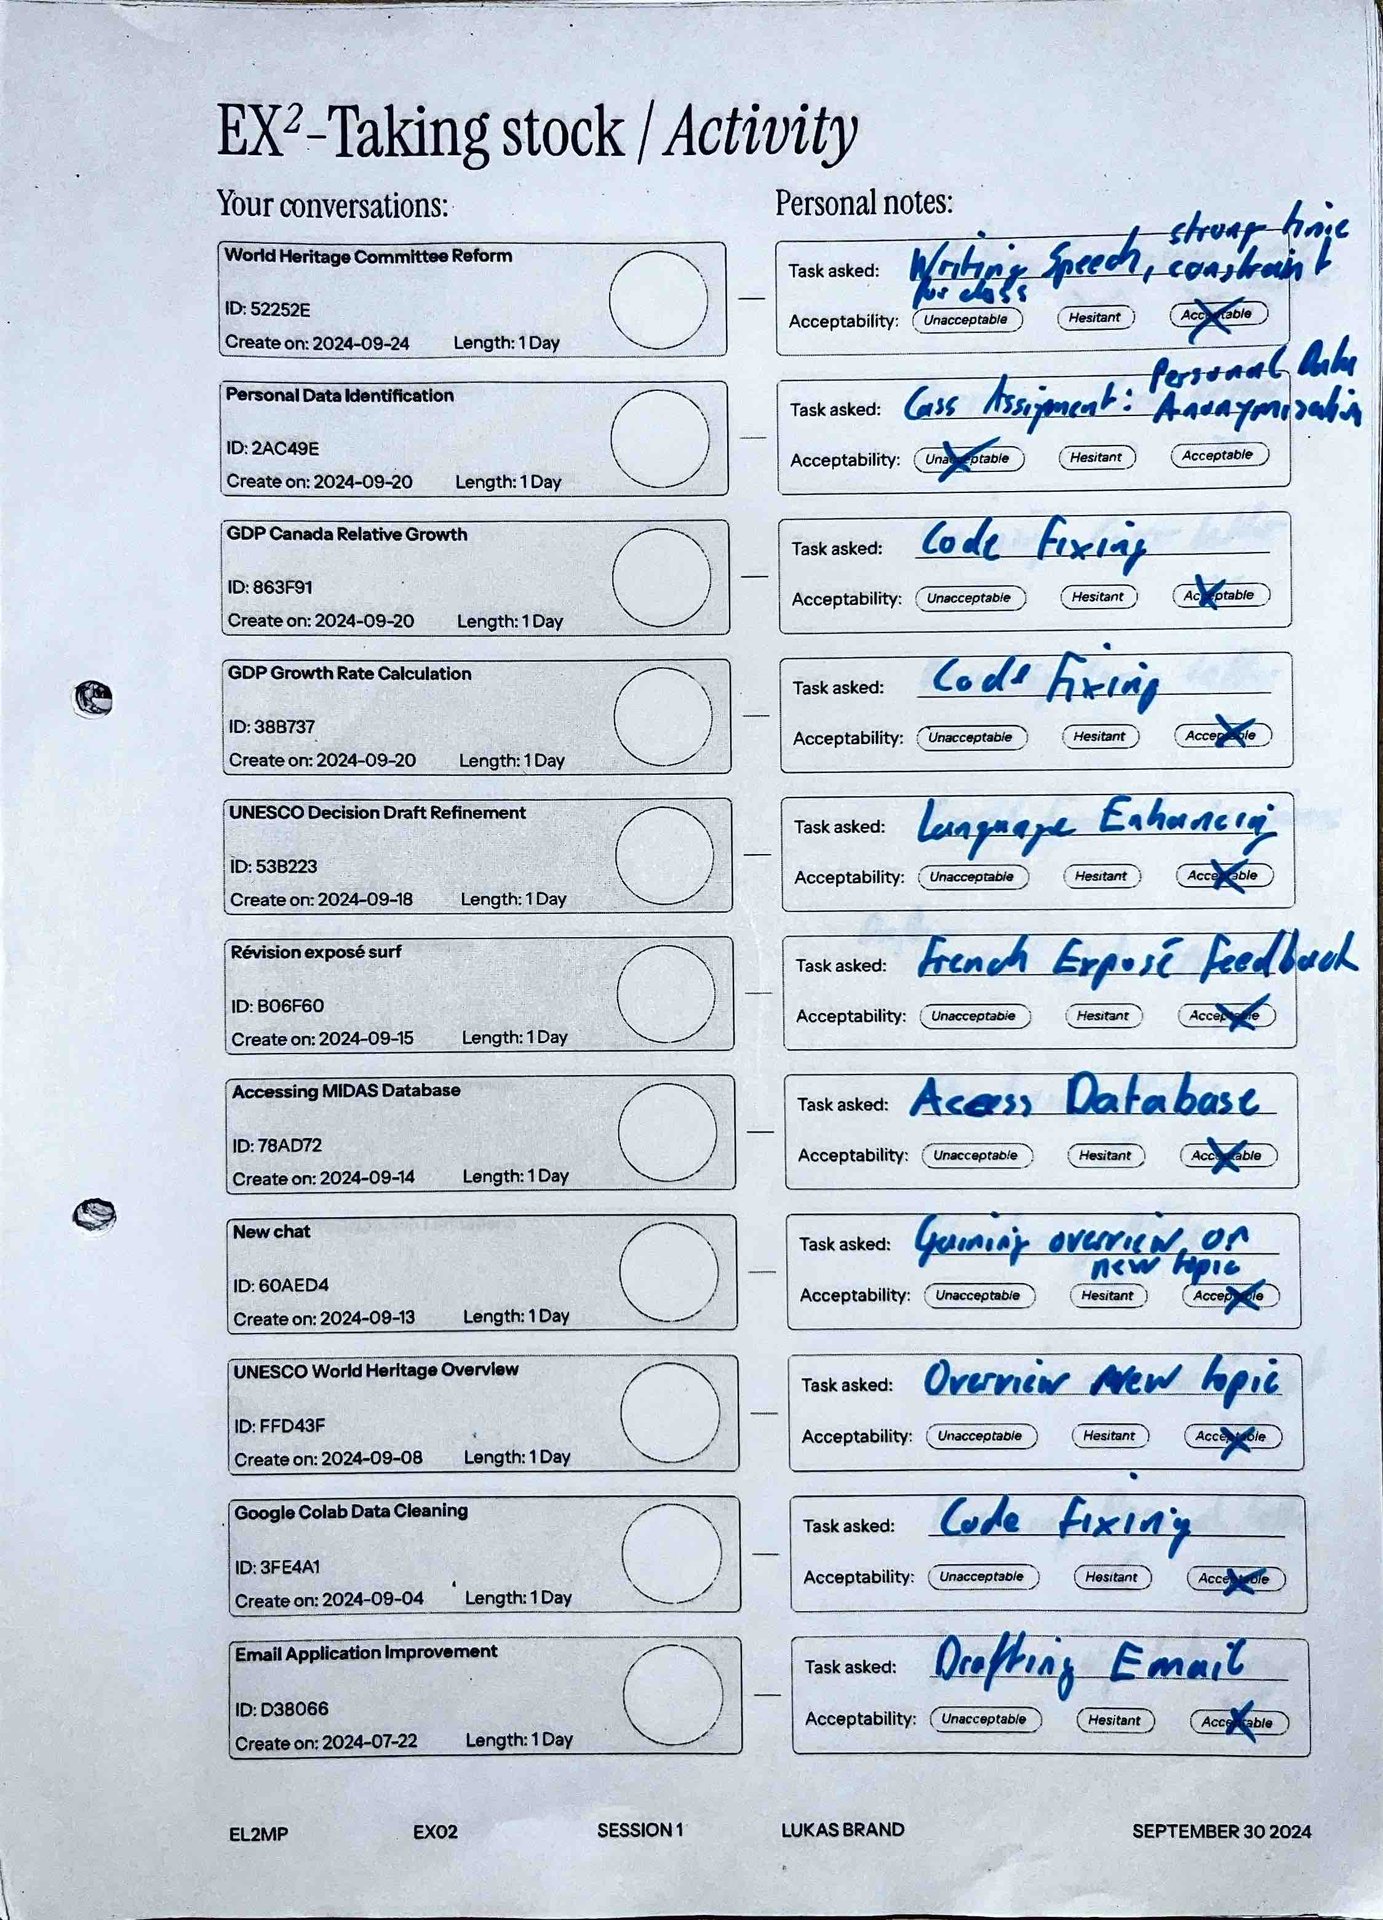 EX²-Taking stock / Activity
Your conversations:
Personal notes:
World Heritage Committee Reform
ID: 52252E
Create on: 2024-09-24 Length: 1 Day
strong time
Task asked: Writing Speech, constraint
for class
Acceptability: Unacceptable Hesitant Acceptable
Personal Data Identification
ID: 2AC49E
Create on: 2024-09-20 Length: 1 Day
Personal Data
Task asked: Cass Assigment: Anonymization
Acceptability: Unacceptable Hesitant Acceptable
GDP Canada Relative Growth
ID: 863F91
Create on: 2024-09-20 Length: 1 Day
Task asked: Code Fixing
Acceptability: Unacceptable Hesitant Acceptable
GDP Growth Rate Calculation
ID: 38B737
Create on: 2024-09-20 Length: 1 Day
Task asked: Code Fixing
Acceptability: Unacceptable Hesitant Acceptable
UNESCO Decision Draft Refinement
ID: 53B223
Create on: 2024-09-18 Length: 1 Day
Task asked: Language Enhancing
Acceptability: Unacceptable Hesitant Acceptable
Révision exposé surf
ID: B06F60
Create on: 2024-09-15 Length: 1 Day
Task asked: French Exposé Feedback
Acceptability: Unacceptable Hesitant Acceptable
Accessing MIDAS Database
ID: 78AD72
Create on: 2024-09-14 Length: 1 Day
Task asked: Access Database
Acceptability: Unacceptable Hesitant Acceptable
New chat
ID: 60AED4
Create on: 2024-09-13 Length: 1 Day
Task asked: Gaining overview on
new topic
Acceptability: Unacceptable Hesitant Acceptable
UNESCO World Heritage Overview
ID: FFD43F
Create on: 2024-09-08 Length: 1 Day
Task asked: Overview New topic
Acceptability: Unacceptable Hesitant Acceptable
Google Colab Data Cleaning
ID: 3FE4A1
Create on: 2024-09-04 Length: 1 Day
Task asked: Code Fixing
Acceptability: Unacceptable Hesitant Acceptable
Email Application Improvement
ID: D38066
Create on: 2024-07-22 Length: 1 Day
Task asked: Drafting Email
Acceptability: Unacceptable Hesitant Acceptable
EL2MP EX02 SESSION 1 LUKAS BRAND SEPTEMBER 30 2024